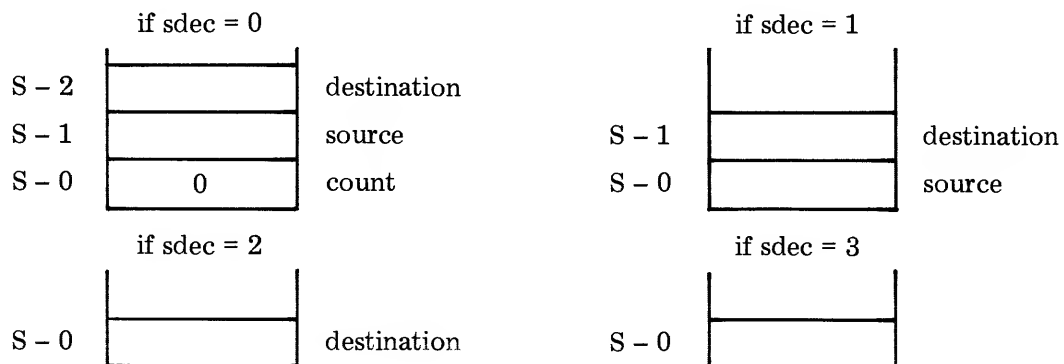 if sdec = 0
S – 2 destination
S – 1 source
S – 0 0 count
if sdec = 1
S – 1 destination
S – 0 source
if sdec = 2
S – 0 destination
if sdec = 3
S – 0